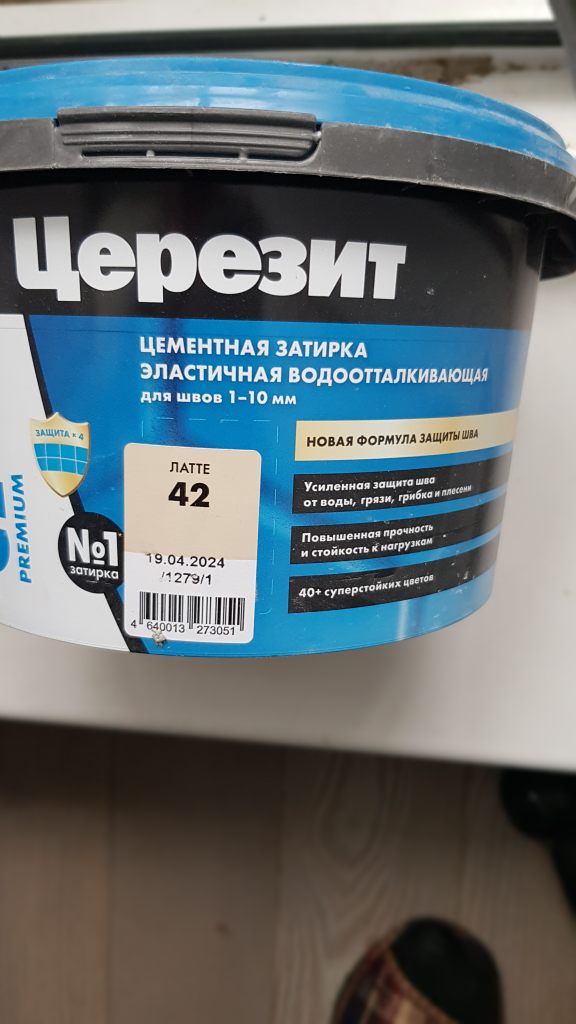 Церезит
ЦЕМЕНТНАЯ ЗАТИРКА
ЭЛАСТИЧНАЯ ВОДООТТАЛКИВАЮЩАЯ
для швов 1–10 мм
ЗАЩИТА × 4
НОВАЯ ФОРМУЛА ЗАЩИТЫ ШВА
Усиленная защита шва
от воды, грязи, грибка и плесени
Повышенная прочность
и стойкость к нагрузкам
40+ суперстойких цветов
PREMIUM
№1
затирка
ЛАТТЕ
42
19.04.2024
/1279/1
4 640013 273051